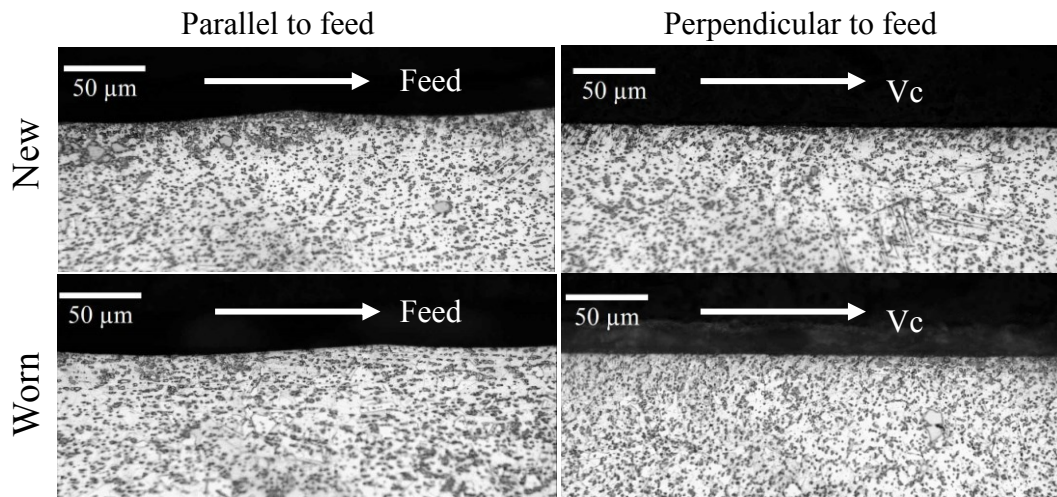 Parallel to feed
Perpendicular to feed
New
50 µm
Feed
50 µm
Vc
Worn
50 µm
Feed
50 µm
Vc